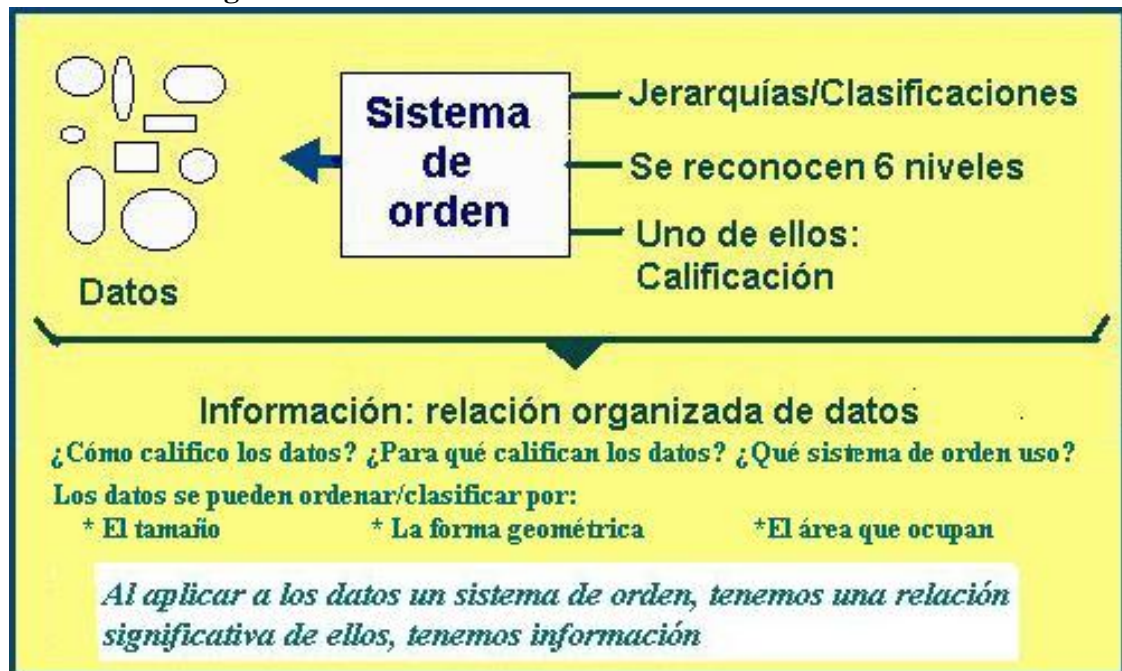 Sistema
de
orden
Jerarquías/Clasificaciones
Se reconocen 6 niveles
Uno de ellos:
Calificación
Datos
Información: relación organizada de datos
¿Cómo califico los datos? ¿Para qué califican los datos? ¿Qué sistema de orden uso?
Los datos se pueden ordenar/clasificar por:
* El tamaño * La forma geométrica *El área que ocupan
Al aplicar a los datos un sistema de orden, tenemos una relación
significativa de ellos, tenemos información